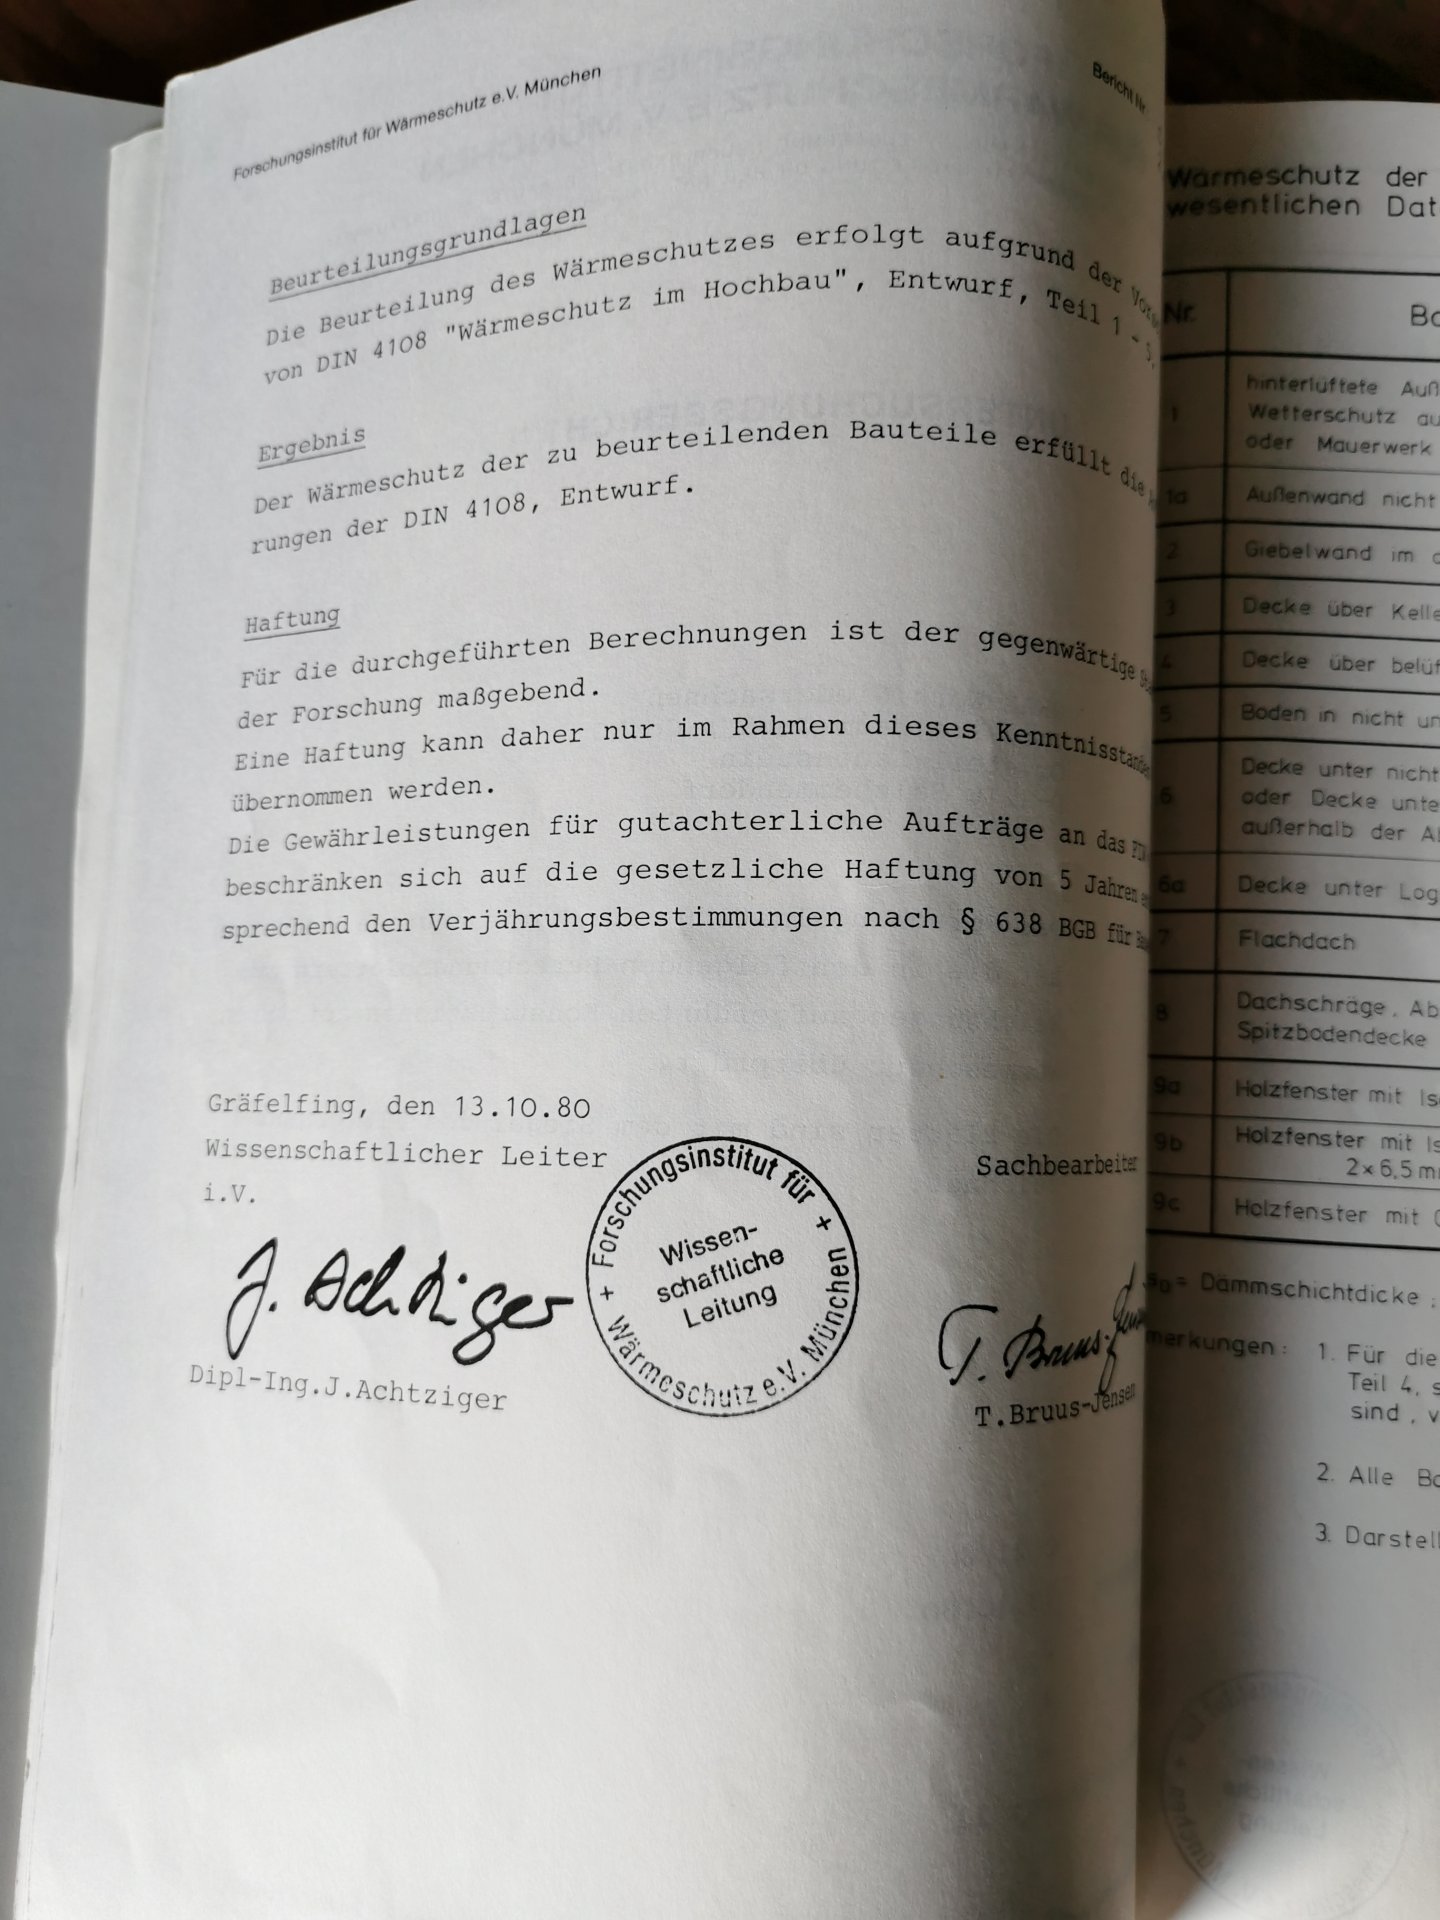 Forschungsinstitut für Wärmeschutz e.V. München
Bericht Nr.
Beurteilungsgrundlagen
Die Beurteilung des Wärmeschutzes erfolgt aufgrund der
von DIN 4108 "Wärmeschutz im Hochbau", Entwurf, Teil 1 - 5.
Ergebnis
Der Wärmeschutz der zu beurteilenden Bauteile erfüllt die
rungen der DIN 4108, Entwurf.
Haftung
Für die durchgeführten Berechnungen ist der gegenwärtige
der Forschung maßgebend.
Eine Haftung kann daher nur im Rahmen dieses Kenntnisstandes
übernommen werden.
Die Gewährleistungen für gutachterliche Aufträge an das
beschränken sich auf die gesetzliche Haftung von 5 Jahren
sprechend den Verjährungsbestimmungen nach § 638 BGB für
Gräfelfing, den 13.10.80
Wissenschaftlicher Leiter
Sachbearbeiter
i.V.
J. Achtziger
Forschungsinstitut für
Wärmeschutz e.V. München
Wissen-
schaftliche
Leitung
T. Bruus-Jensen
Dipl-Ing.J.Achtziger
T.Bruus-Jensen
Wärmeschutz der
wesentlichen Dat
Nr.
Ba
1 hinterlüftete Auß
Wetterschutz au
oder Mauerwerk
1a Außenwand nicht
2 Giebelwand im
3 Decke über Kelle
4 Decke über belüf
5 Boden in nicht un
6 Decke unter nicht
oder Decke unte
außerhalb der A
6a Decke unter Log
7 Flachdach
8 Dachschräge, Ab
Spitzbodendecke
9a Holzfenster mit Is
9b Holzfenster mit Is
2×6,5 m
9c Holzfenster mit
= Dämmschichtdicke ;
merkungen: 1. Für die
Teil 4, s
sind, v
2. Alle Ba
3. Darstell